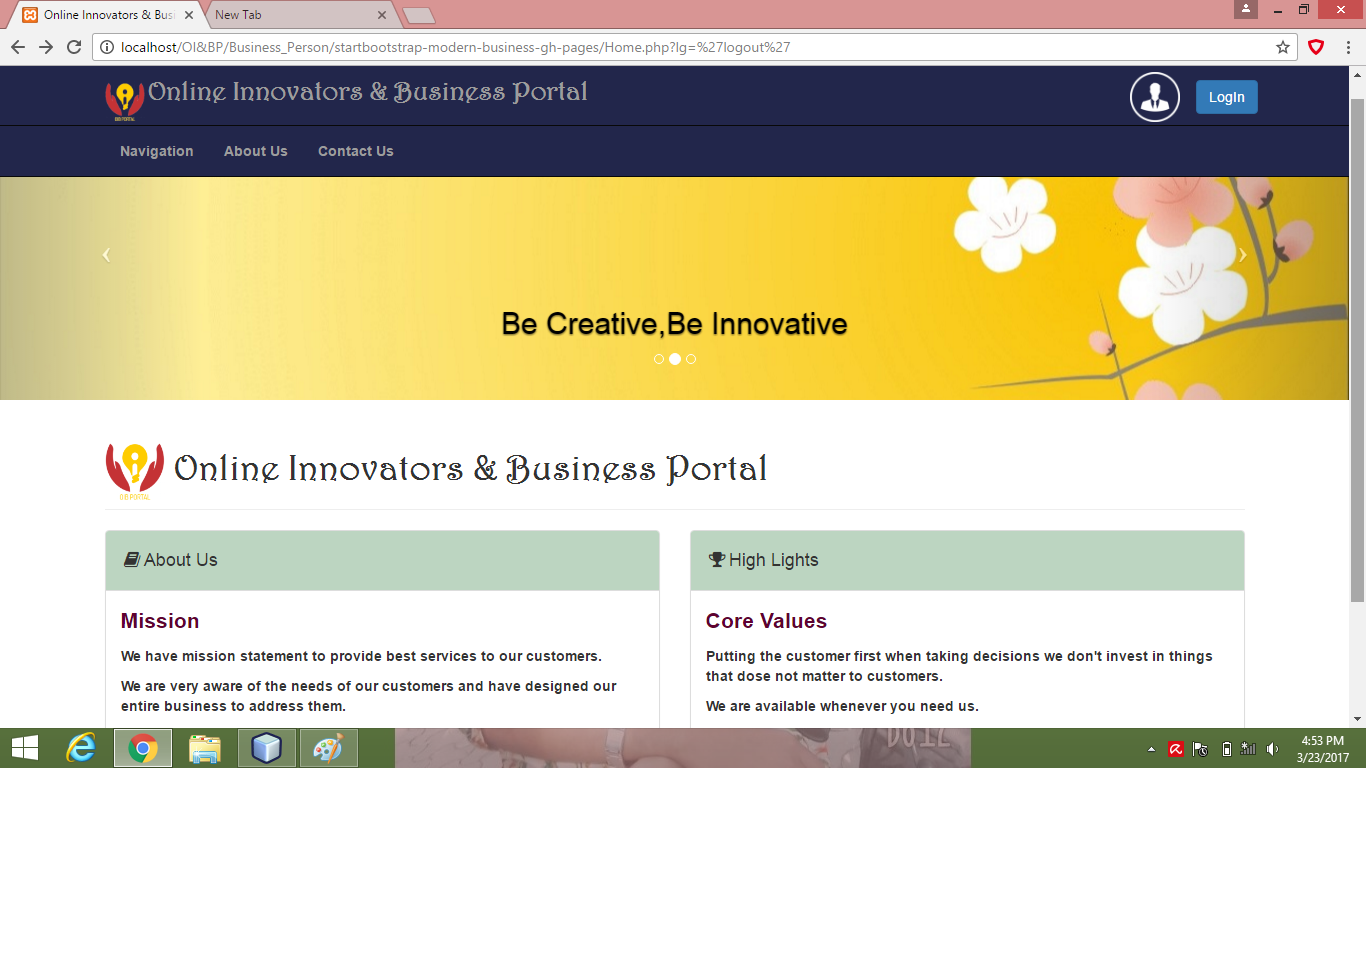 Online Innovators & Busi
New Tab
localhost/OI&BP/Business_Person/startbootstrap-modern-business-gh-pages/Home.php?lg=%27logout%27
Online Innovators & Business Portal
LogIn
Navigation
About Us
Contact Us
Be Creative,Be Innovative
OIB PORTAL
Online Innovators & Business Portal
About Us
Mission
We have mission statement to provide best services to our customers.
We are very aware of the needs of our customers and have designed our
entire business to address them.
High Lights
Core Values
Putting the customer first when taking decisions we don't invest in things
that dose not matter to customers.
We are available whenever you need us.
4:53 PM
3/23/2017